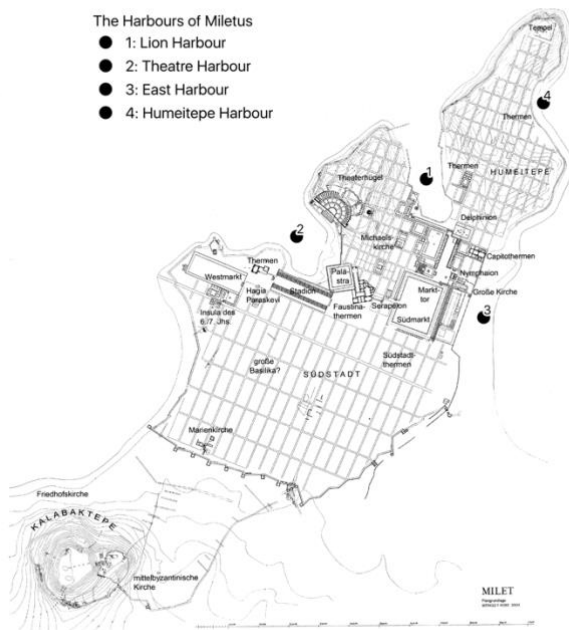 The Harbours of Miletus
1: Lion Harbour
2: Theatre Harbour
3: East Harbour
4: Humeitepe Harbour
Tempel
4
Thermen
Thermen
HUMEITEPE
1
Theaterhügel
Delphinion
2
Michaels-
kirche
Capitothermen
Nymphaion
Thermen
Westmarkt
Hagia
Paraskevi
Stadion
Palä-
stra
Große Kirche
Markt-
tor
Serapeion
Faustina-
thermen
3
Südmarkt
Insula des
6./7. Jhs.
Südstadt-
thermen
große
Basilika?
SÜDSTADT
Marienkirche
Friedhofskirche
KALABAKTEPE
mittelbyzantinische
Kirche
MILET